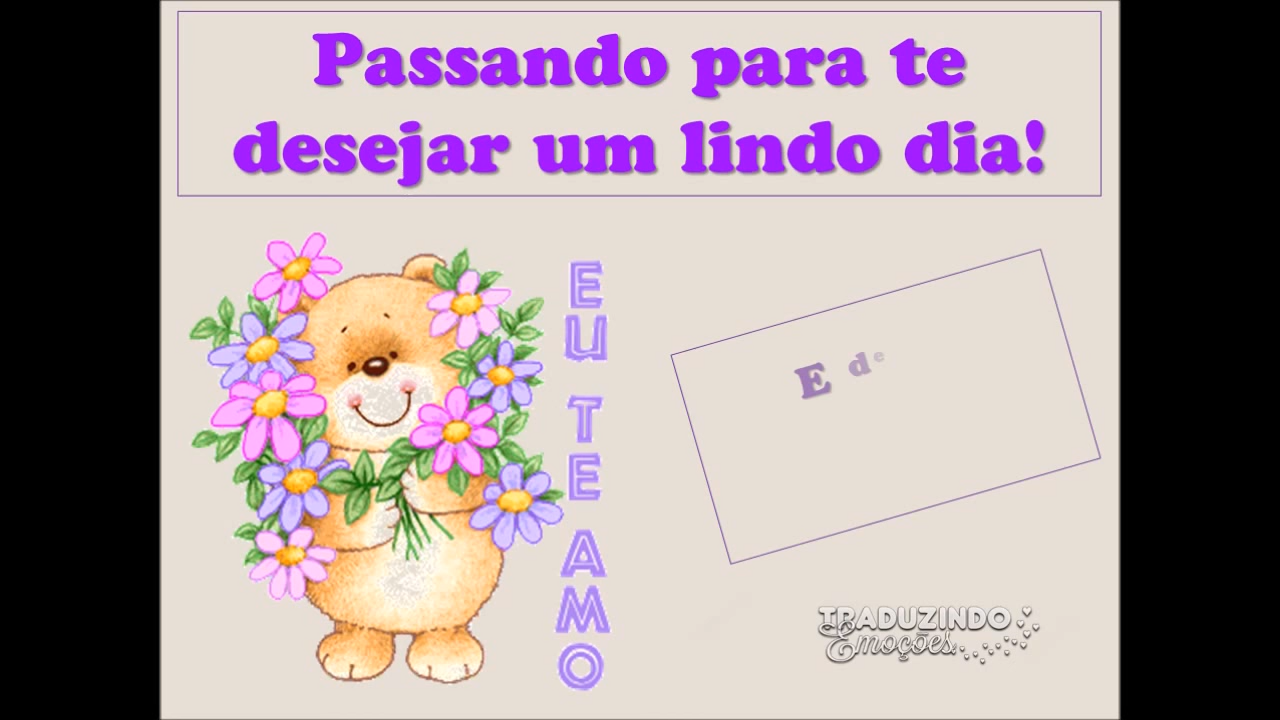 Passando para te
desejar um lindo dia!
EU
TE
AMO
E de
TRADUZINDO
Emoções